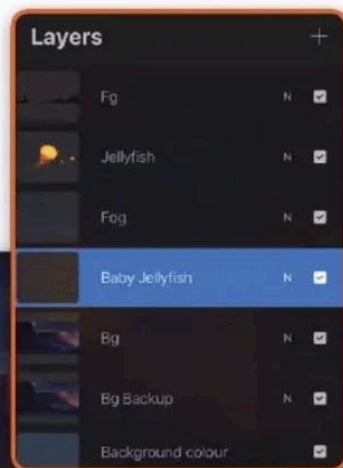 Layers
Fg N
Jellyfish N
Fog N
Baby Jellyfish N
Bg N
Bg Backup N
Background colour